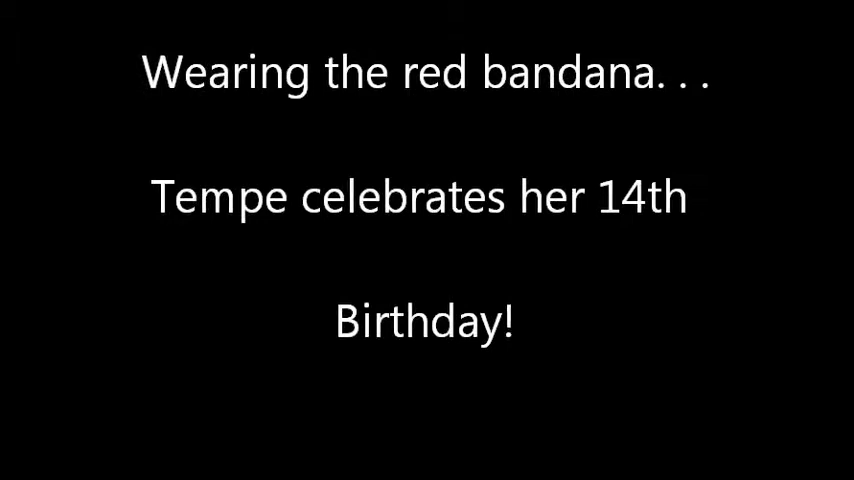 Wearing the red bandana. . .
Tempe celebrates her 14th
Birthday!